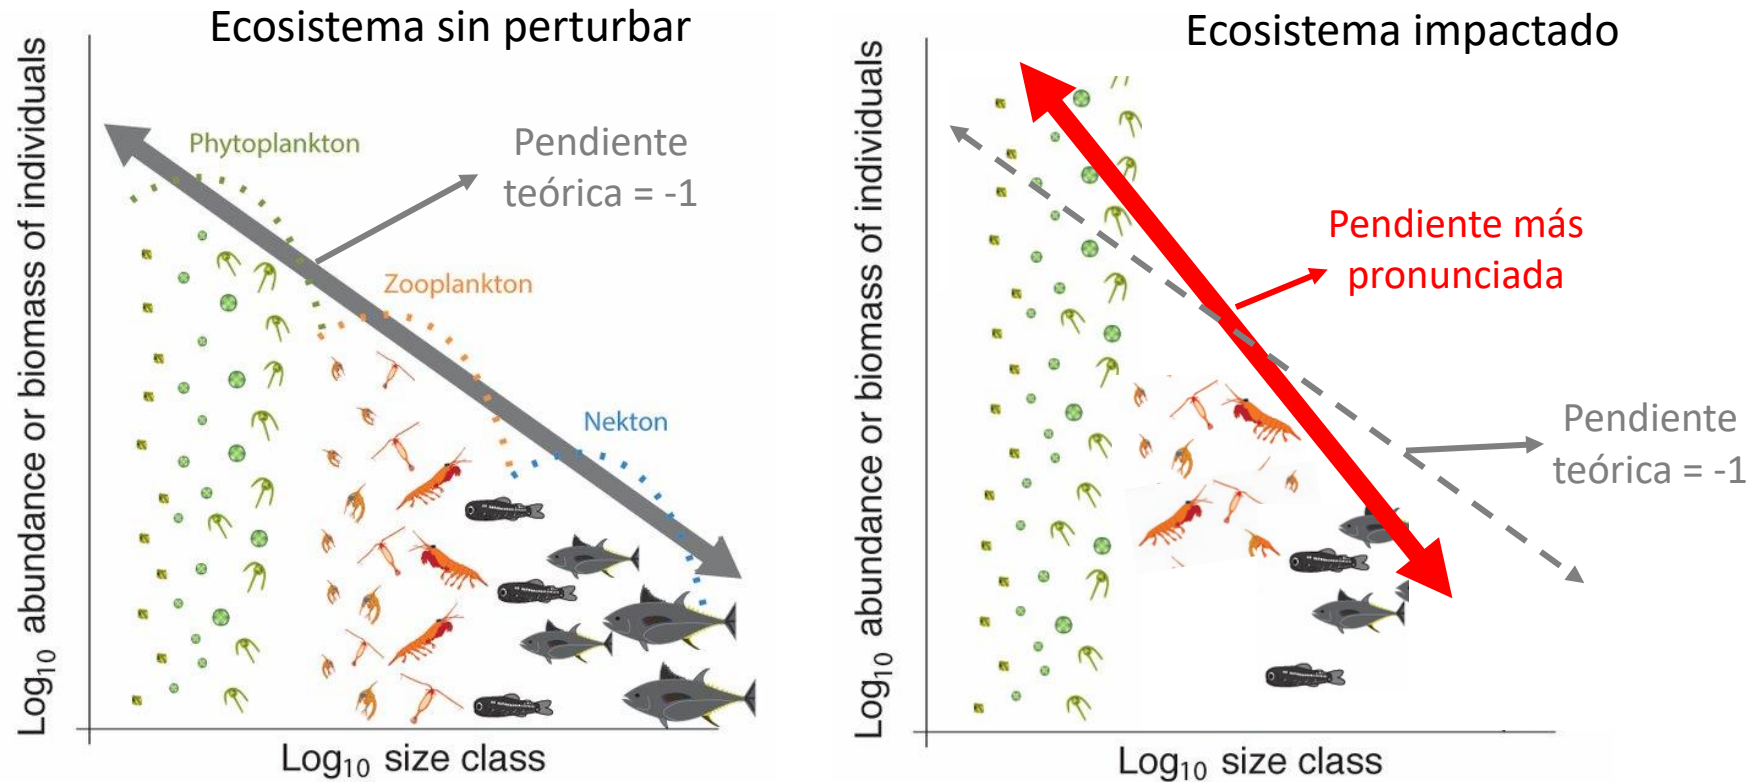 Ecosistema sin perturbar
Log10 abundance or biomass of individuals
Phytoplankton
Pendiente
teórica = -1
Zooplankton
Nekton
Log10 size class
Ecosistema impactado
Log10 abundance or biomass of individuals
Pendiente más
pronunciada
Pendiente
teórica = -1
Log10 size class